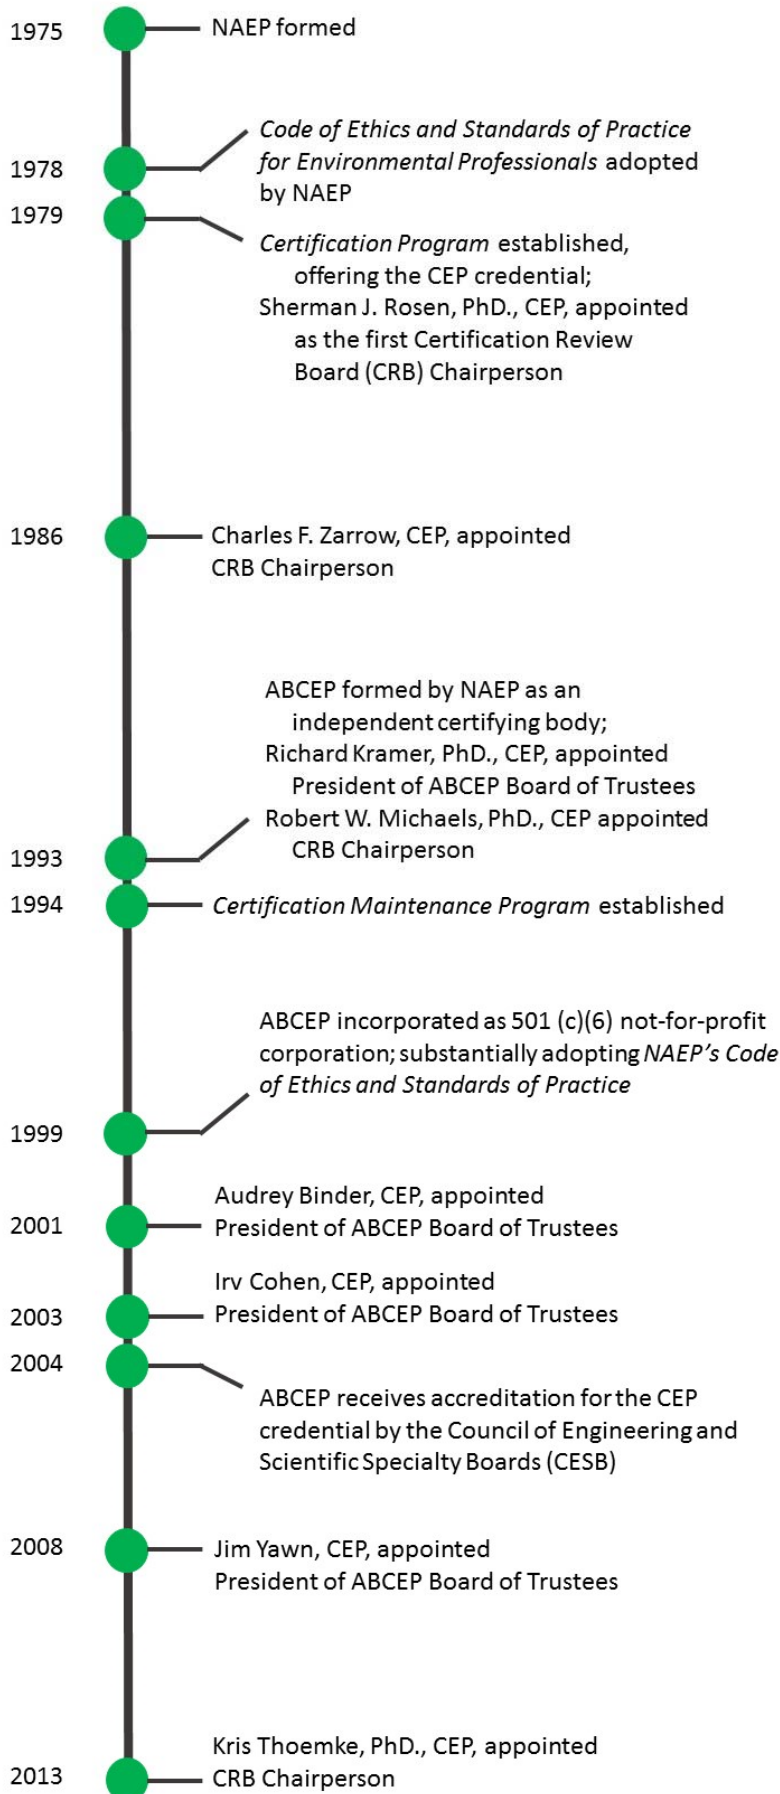 1975
NAEP formed
1978
Code of Ethics and Standards of Practice
for Environmental Professionals adopted
by NAEP
1979
Certification Program established,
offering the CEP credential;
Sherman J. Rosen, PhD., CEP, appointed
as the first Certification Review
Board (CRB) Chairperson
1986
Charles F. Zarrow, CEP, appointed
CRB Chairperson
ABCEP formed by NAEP as an
independent certifying body;
Richard Kramer, PhD., CEP, appointed
President of ABCEP Board of Trustees
Robert W. Michaels, PhD., CEP appointed
CRB Chairperson
1993
1994
Certification Maintenance Program established
ABCEP incorporated as 501 (c)(6) not-for-profit
corporation; substantially adopting NAEP's Code
of Ethics and Standards of Practice
1999
Audrey Binder, CEP, appointed
2001
President of ABCEP Board of Trustees
Irv Cohen, CEP, appointed
2003
President of ABCEP Board of Trustees
2004
ABCEP receives accreditation for the CEP
credential by the Council of Engineering and
Scientific Specialty Boards (CESB)
2008
Jim Yawn, CEP, appointed
President of ABCEP Board of Trustees
Kris Thoemke, PhD., CEP, appointed
2013
CRB Chairperson